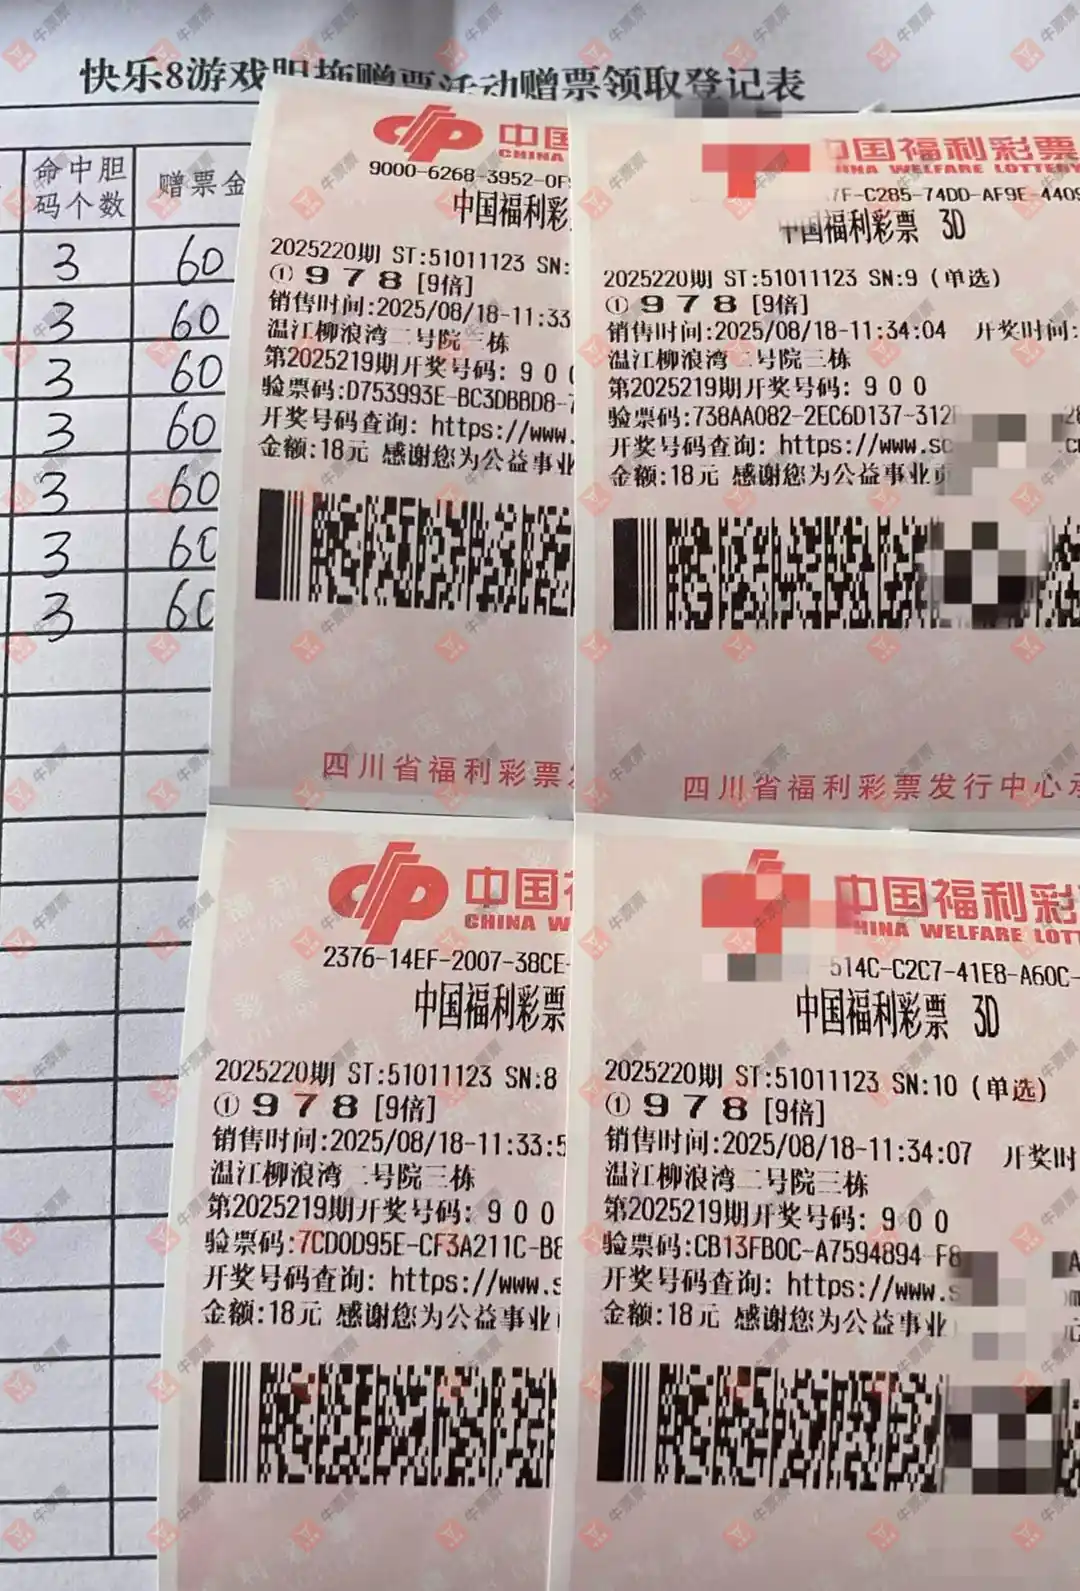 快乐8游戏胆拖赠票活动赠票领取登记表
命中胆
码个数
赠票金
3 60
3 60
3 60
3 60
3 60
3 60
3 60
中国
CHINA
9000-6268-3952-0F
中国福利彩
2025220期 ST:51011123 SN:
① 9 7 8 [9倍]
销售时间:2025/08/18-11:33
温江柳浪湾二号院三栋
第2025219期开奖号码: 9 0 0
验票码:D753993E-BC3DBBD8-
开奖号码查询: https://www.
金额:18元 感谢您为公益事业
四川省福利彩票
中国福利彩票
INA WELFARE LOTTERY
7F-C285-74DD-AF9E-4409
中国福利彩票 3D
2025220期 ST:51011123 SN:9 (单选)
① 9 7 8 [9倍]
销售时间:2025/08/18-11:34:04 开奖时间:
温江柳浪湾二号院三栋
第2025219期开奖号码: 9 0 0
验票码:738AA082-2EC6D137-312
开奖号码查询: https://www.sc
金额:18元 感谢您为公益事业
四川省福利彩票发行中心承
中国
CHINA W
2376-14EF-2007-38CE-
中国福利彩票
2025220期 ST:51011123 SN:8
① 9 7 8 [9倍]
销售时间:2025/08/18-11:33:5
温江柳浪湾二号院三栋
第2025219期开奖号码: 9 0 0
验票码:7CD0D95E-CF3A211C-B8
开奖号码查询: https://www.s
金额:18元 感谢您为公益事业
中国福利彩
HINA WELFARE LOTT
-514C-C2C7-41E8-A60C-
中国福利彩票 3D
2025220期 ST:51011123 SN:10 (单选)
① 9 7 8 [9倍]
销售时间:2025/08/18-11:34:07 开奖时
温江柳浪湾二号院三栋
第2025219期开奖号码: 9 0 0
验票码:CB13FB0C-A7594894-F8
开奖号码查询: https://www.s
金额:18元 感谢您为公益事业
牛票票